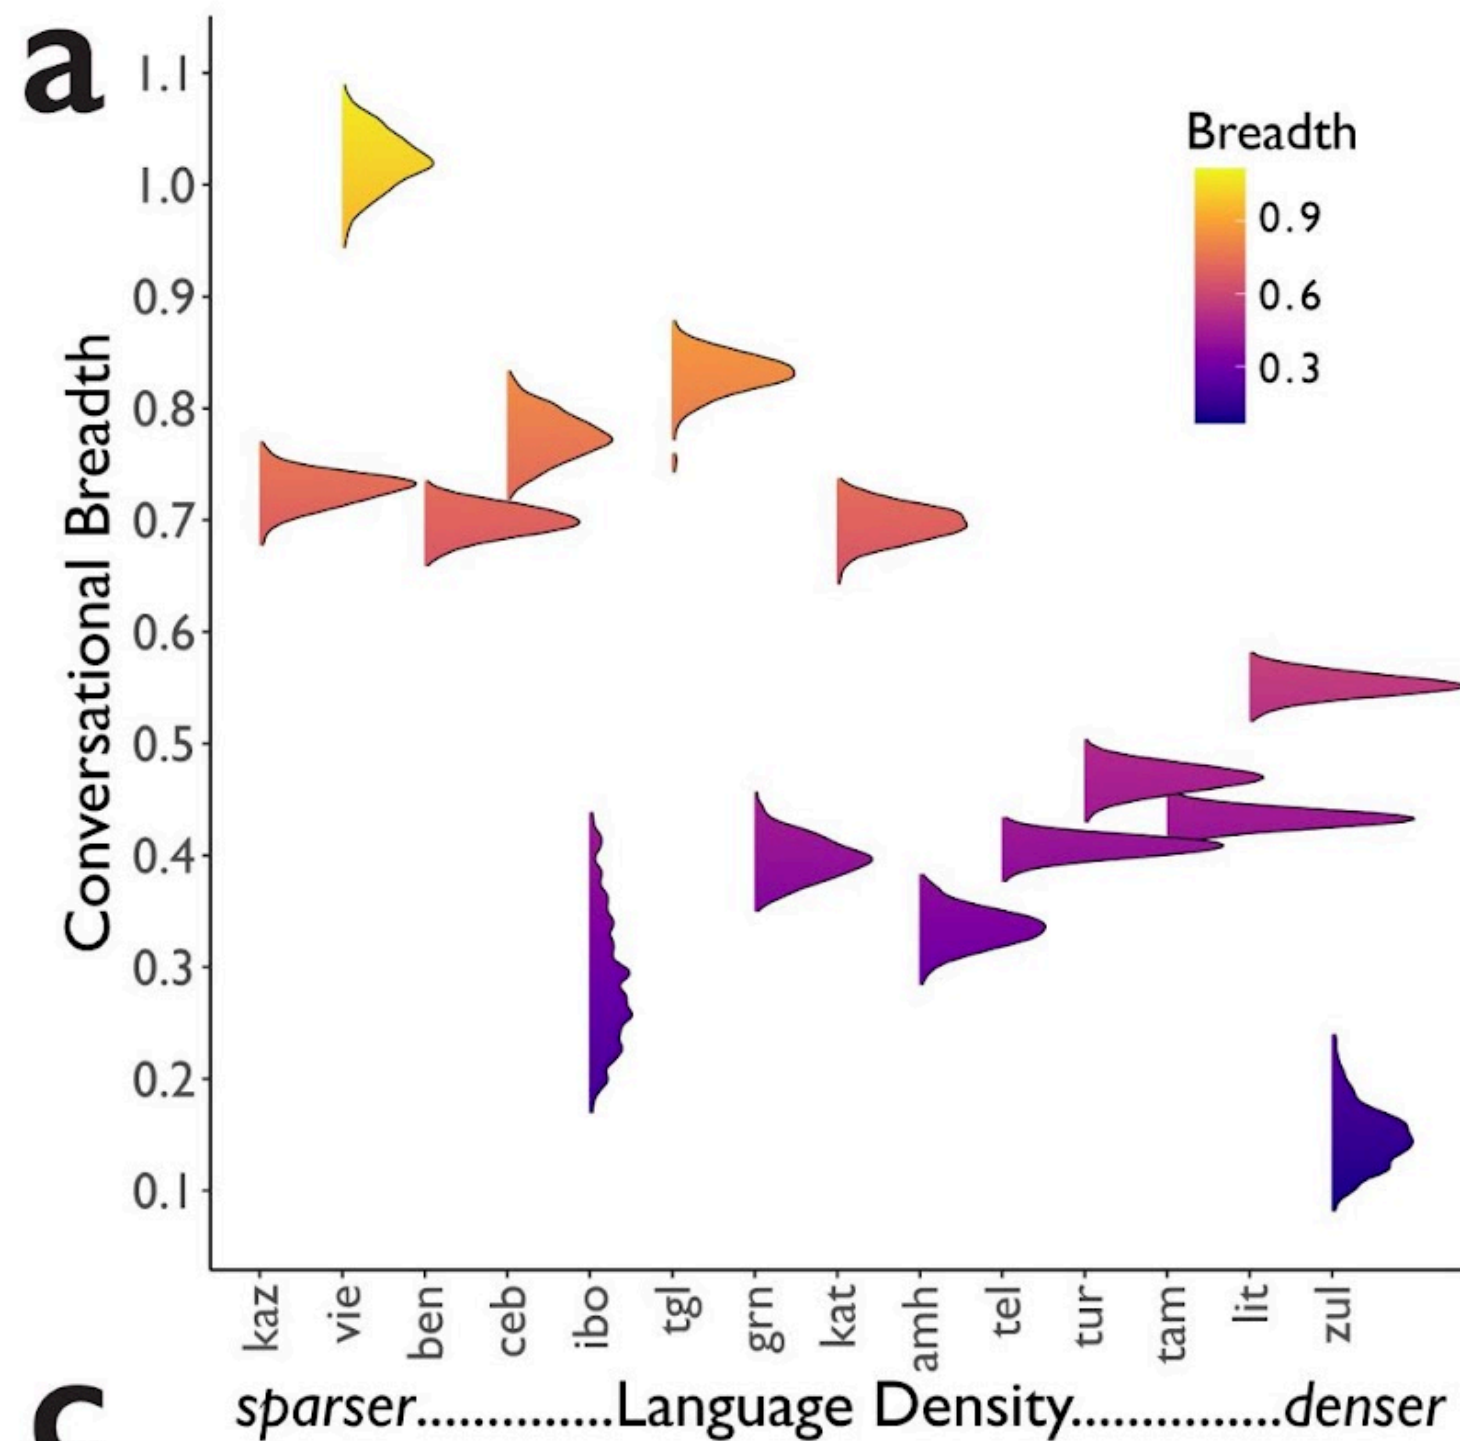 a
Conversational Breadth
1.1
1.0
0.9
0.8
0.7
0.6
0.5
0.4
0.3
0.2
0.1
Breadth
0.9
0.6
0.3
kaz
vie
ben
ceb
ibo
tgl
grn
kat
amh
tel
tur
tam
lit
zul
sparser..............Language Density...............denser